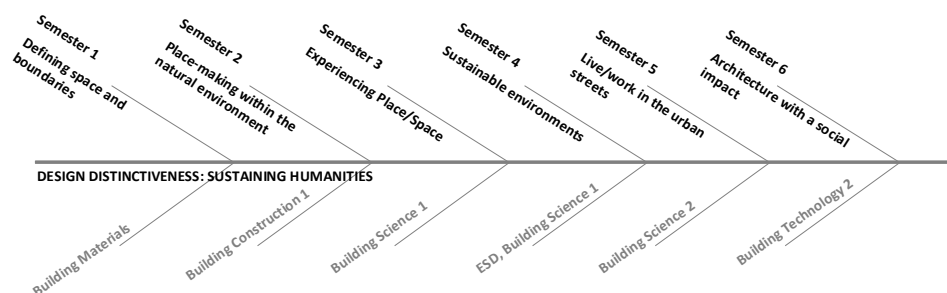 Semester 1
Defining space and
boundaries
Semester 2
Place-making within the
natural environment
Semester 3
Experiencing Place/Space
Semester 4
Sustainable environments
Semester 5
Live/work in the urban
streets
Semester 6
Architecture with a social
impact
DESIGN DISTINCTIVENESS: SUSTAINING HUMANITIES
Building Materials
Building Construction 1
Building Science 1
ESD, Building Science 1
Building Science 2
Building Technology 2